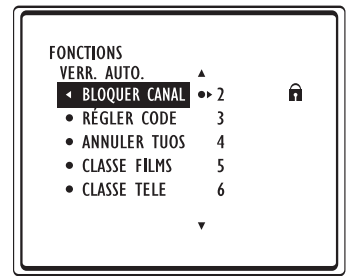 FONCTIONS
VERR. AUTO.
BLOQUER CANAL 2
RÉGLER CODE 3
ANNULER TUOS 4
CLASSE FILMS 5
CLASSE TELE 6